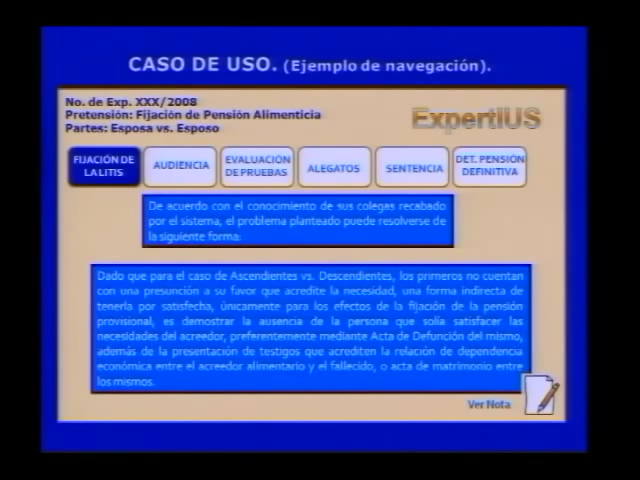 CASO DE USO. (Ejemplo de navegación).
No. de Exp. XXX/2008
Pretensión: Fijación de Pensión Alimenticia
Partes: Esposa vs. Esposo
ExpertIUS
FIJACIÓN DE
LA LITIS
AUDIENCIA
EVALUACIÓN
DE PRUEBAS
ALEGATOS
SENTENCIA
DET. PENSIÓN
DEFINITIVA
De acuerdo con el conocimiento de sus colegas recabado
por el sistema, el problema planteado puede resolverse de
la siguiente forma:
Dado que para el caso de Ascendientes vs. Descendientes, los primeros no cuentan
con una presunción a su favor que acredite la necesidad, una forma indirecta de
tenerla por satisfecha, únicamente para los efectos de la fijación de la pensión
provisional, es demostrar la ausencia de la persona que solía satisfacer las
necesidades del acreedor, preferentemente mediante Acta de Defunción del mismo,
además de la presentación de testigos que acrediten la relación de dependencia
económica entre el acreedor alimentario y el fallecido, o acta de matrimonio entre
los mismos.
Ver Nota